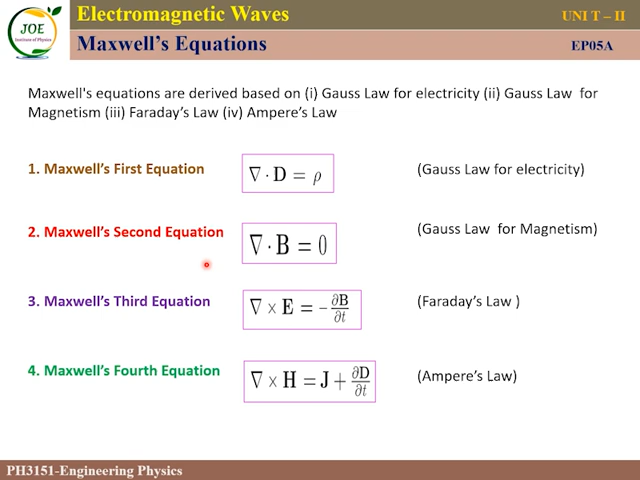 JOE
Institute of Physics
Electromagnetic Waves
UNI T – II
Maxwell’s Equations
EP05A
Maxwell's equations are derived based on (i) Gauss Law for electricity (ii) Gauss Law for
Magnetism (iii) Faraday’s Law (iv) Ampere’s Law
1. Maxwell’s First Equation ∇ · D = ρ (Gauss Law for electricity)
2. Maxwell’s Second Equation ∇ · B = 0 (Gauss Law for Magnetism)
3. Maxwell’s Third Equation ∇ × E = −∂B/∂t (Faraday’s Law )
4. Maxwell’s Fourth Equation ∇ × H = J + ∂D/∂t (Ampere’s Law)
PH3151-Engineering Physics